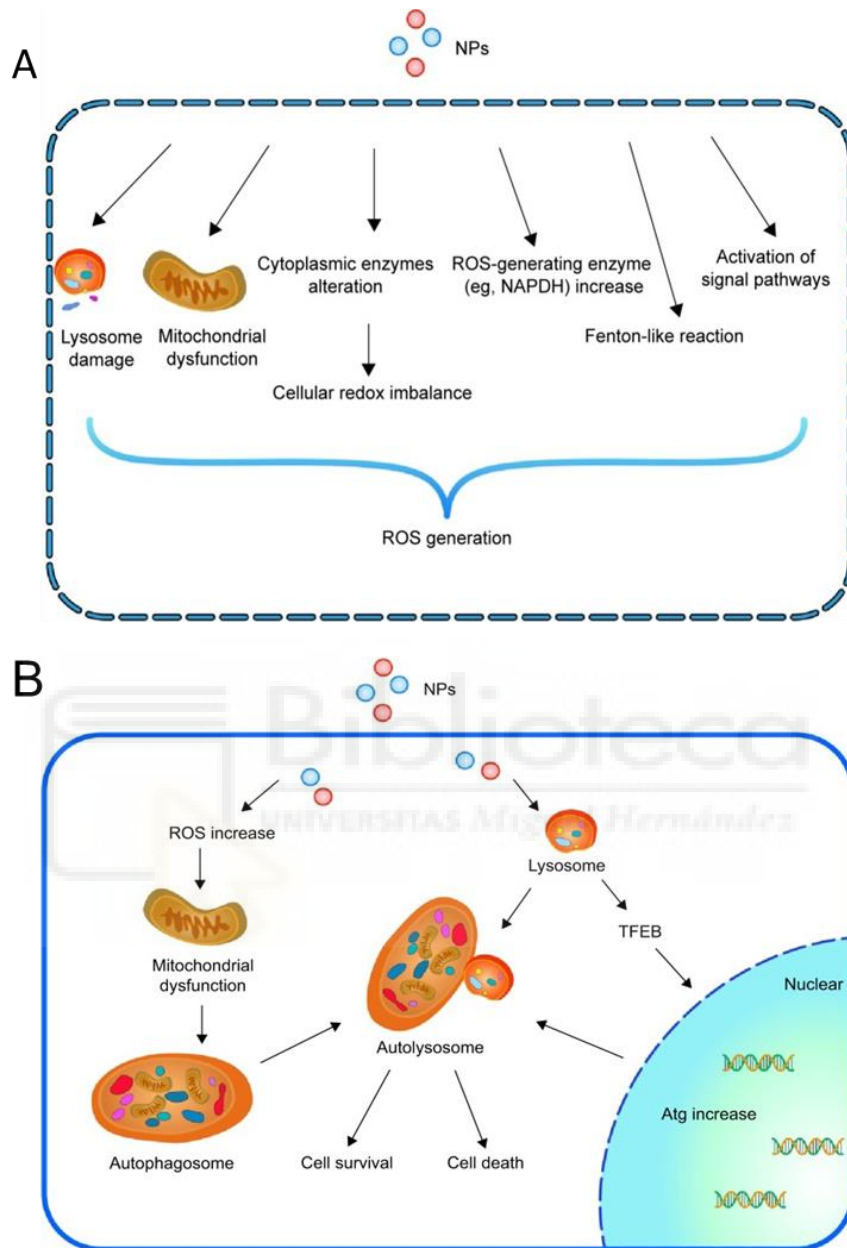 A
NPs
Cytoplasmic enzymes
alteration
ROS-generating enzyme
(eg, NAPDH) increase
Activation of
signal pathways
Lysosome
damage
Mitochondrial
dysfunction
Fenton-like reaction
Cellular redox imbalance
ROS generation
B
NPs
Biblioteca
UNIVERSITAS Miguel Hernández
ROS increase
Lysosome
TFEB
Mitochondrial
dysfunction
Nuclear
Autolysosome
Atg increase
Autophagosome
Cell survival
Cell death